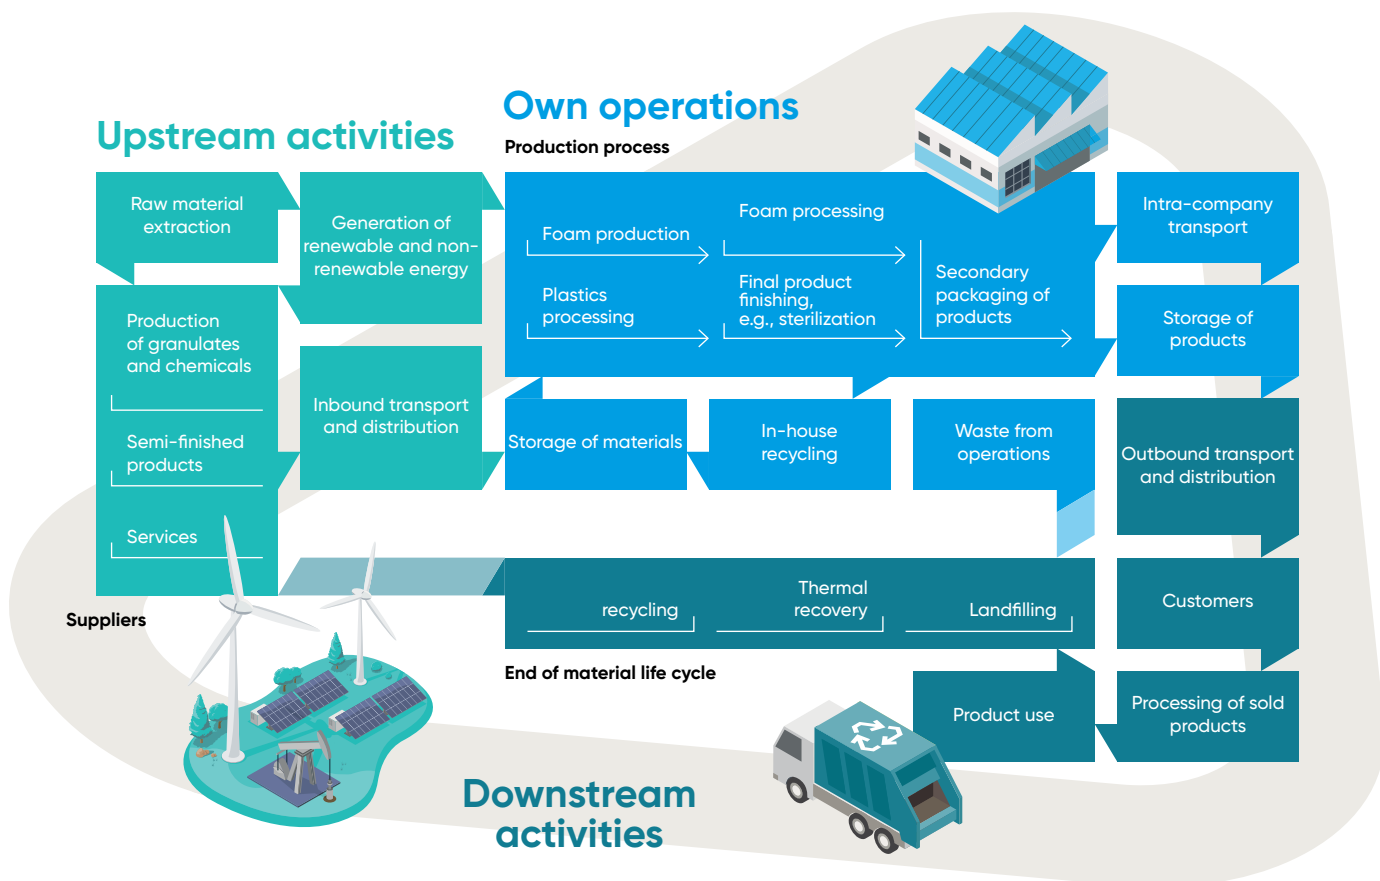 Upstream activities
Raw material
extraction
Generation of
renewable and non-
renewable energy
Production
of granulates
and chemicals
Semi-finished
products
Services
Inbound transport
and distribution
Suppliers
Own operations
Production process
Foam production
Foam processing
Plastics
processing
Final product
finishing,
e.g., sterilization
Secondary
packaging of
products
Intra-company
transport
Storage of
products
Storage of materials
In-house
recycling
Waste from
operations
Outbound transport
and distribution
recycling
Thermal
recovery
Landfilling
Customers
End of material life cycle
Product use
Processing of sold
products
Downstream
activities